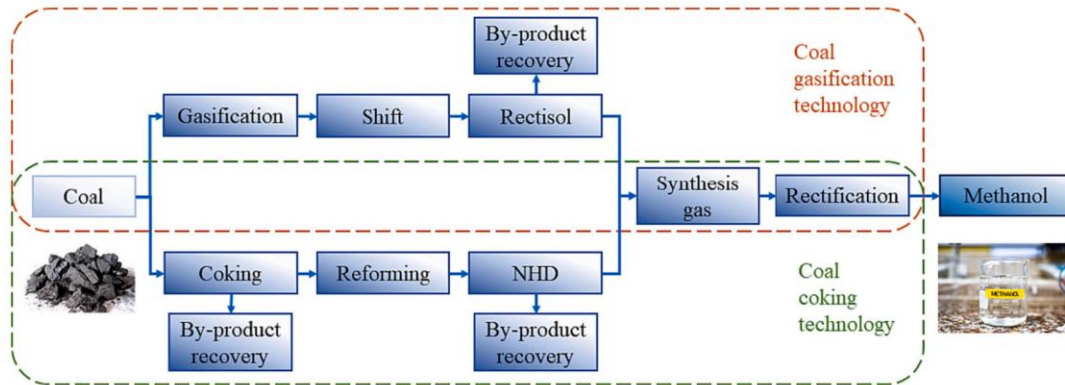 By-product
recovery
Coal
gasification
technology
Gasification
Shift
Rectisol
Coal
Synthesis
gas
Rectification
Methanol
Coking
Reforming
NHD
Coal
coking
technology
By-product
recovery
By-product
recovery
METHANOL